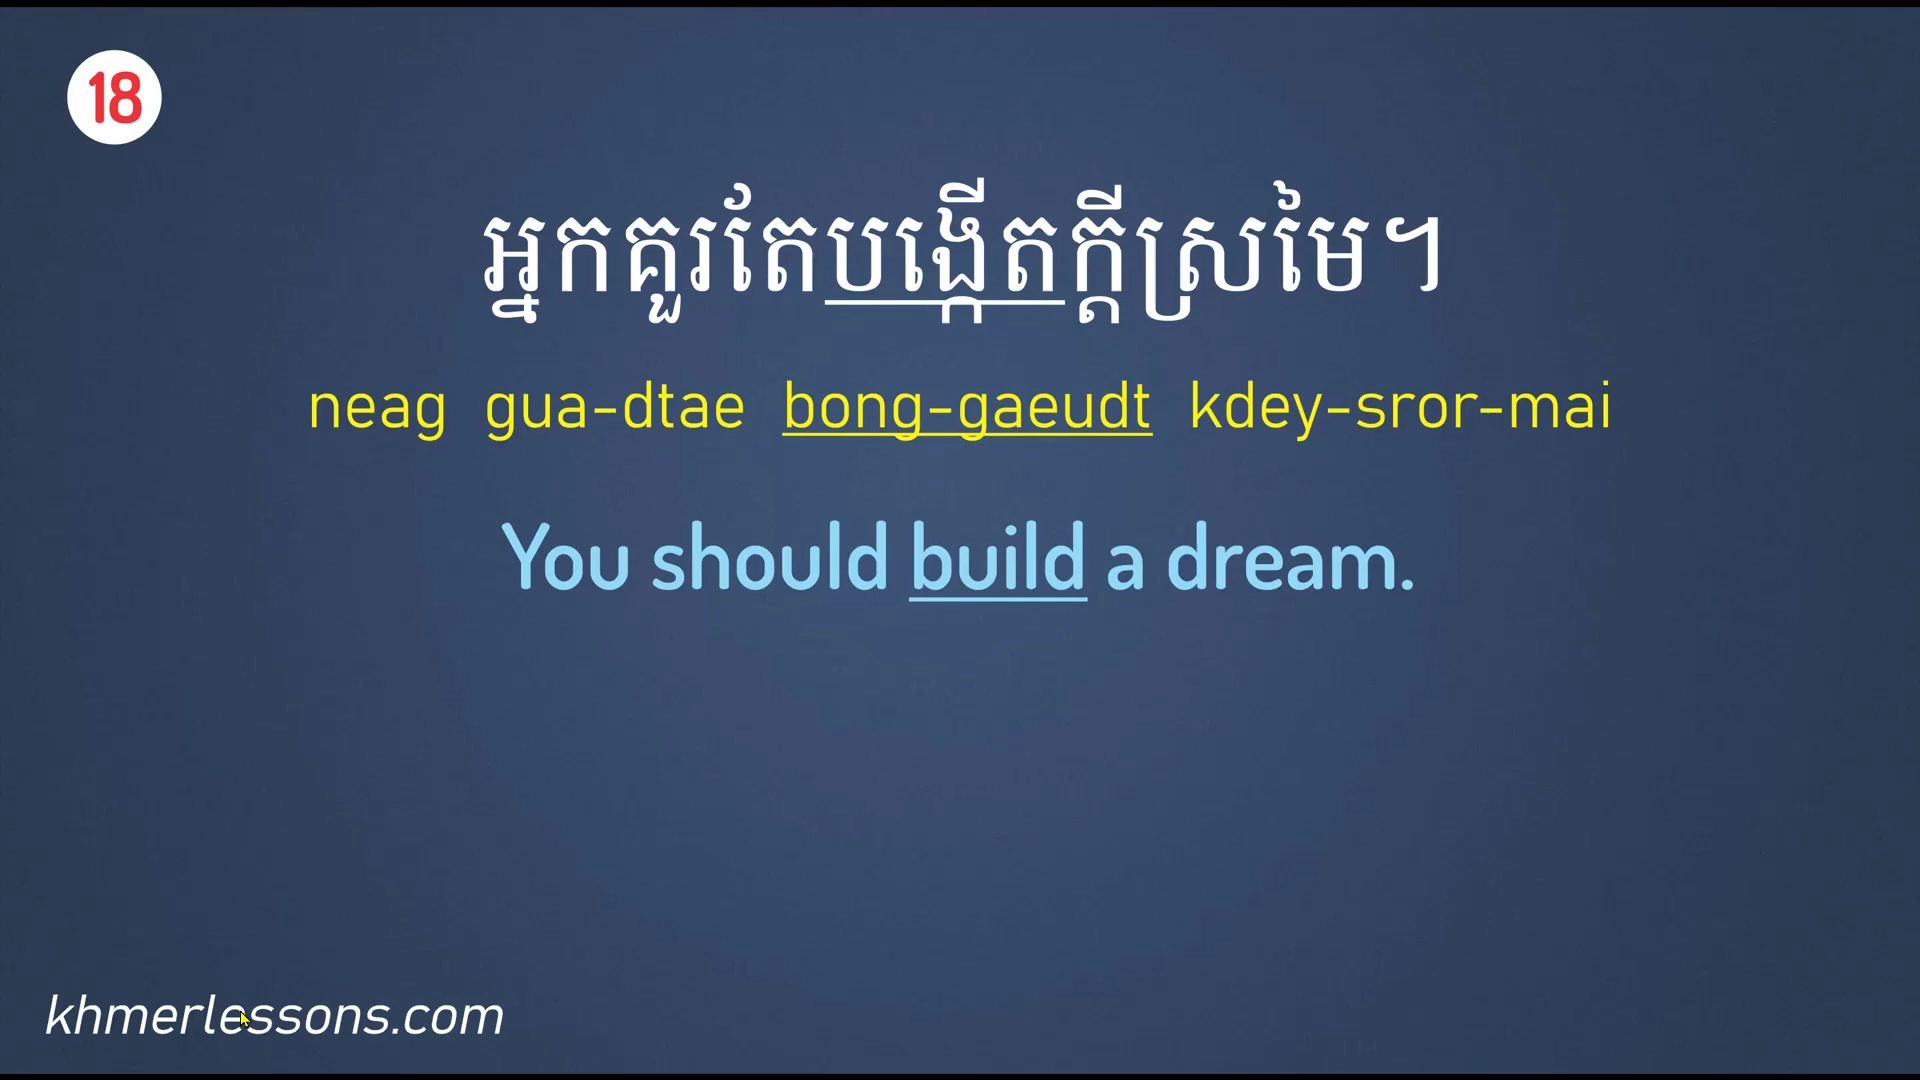 18
អ្នកគួរតែបង្កើតក្តីស្រមៃ។
neag gua-dtae bong-gaeudt kdey-sror-mai
You should build a dream.
khmerlessons.com